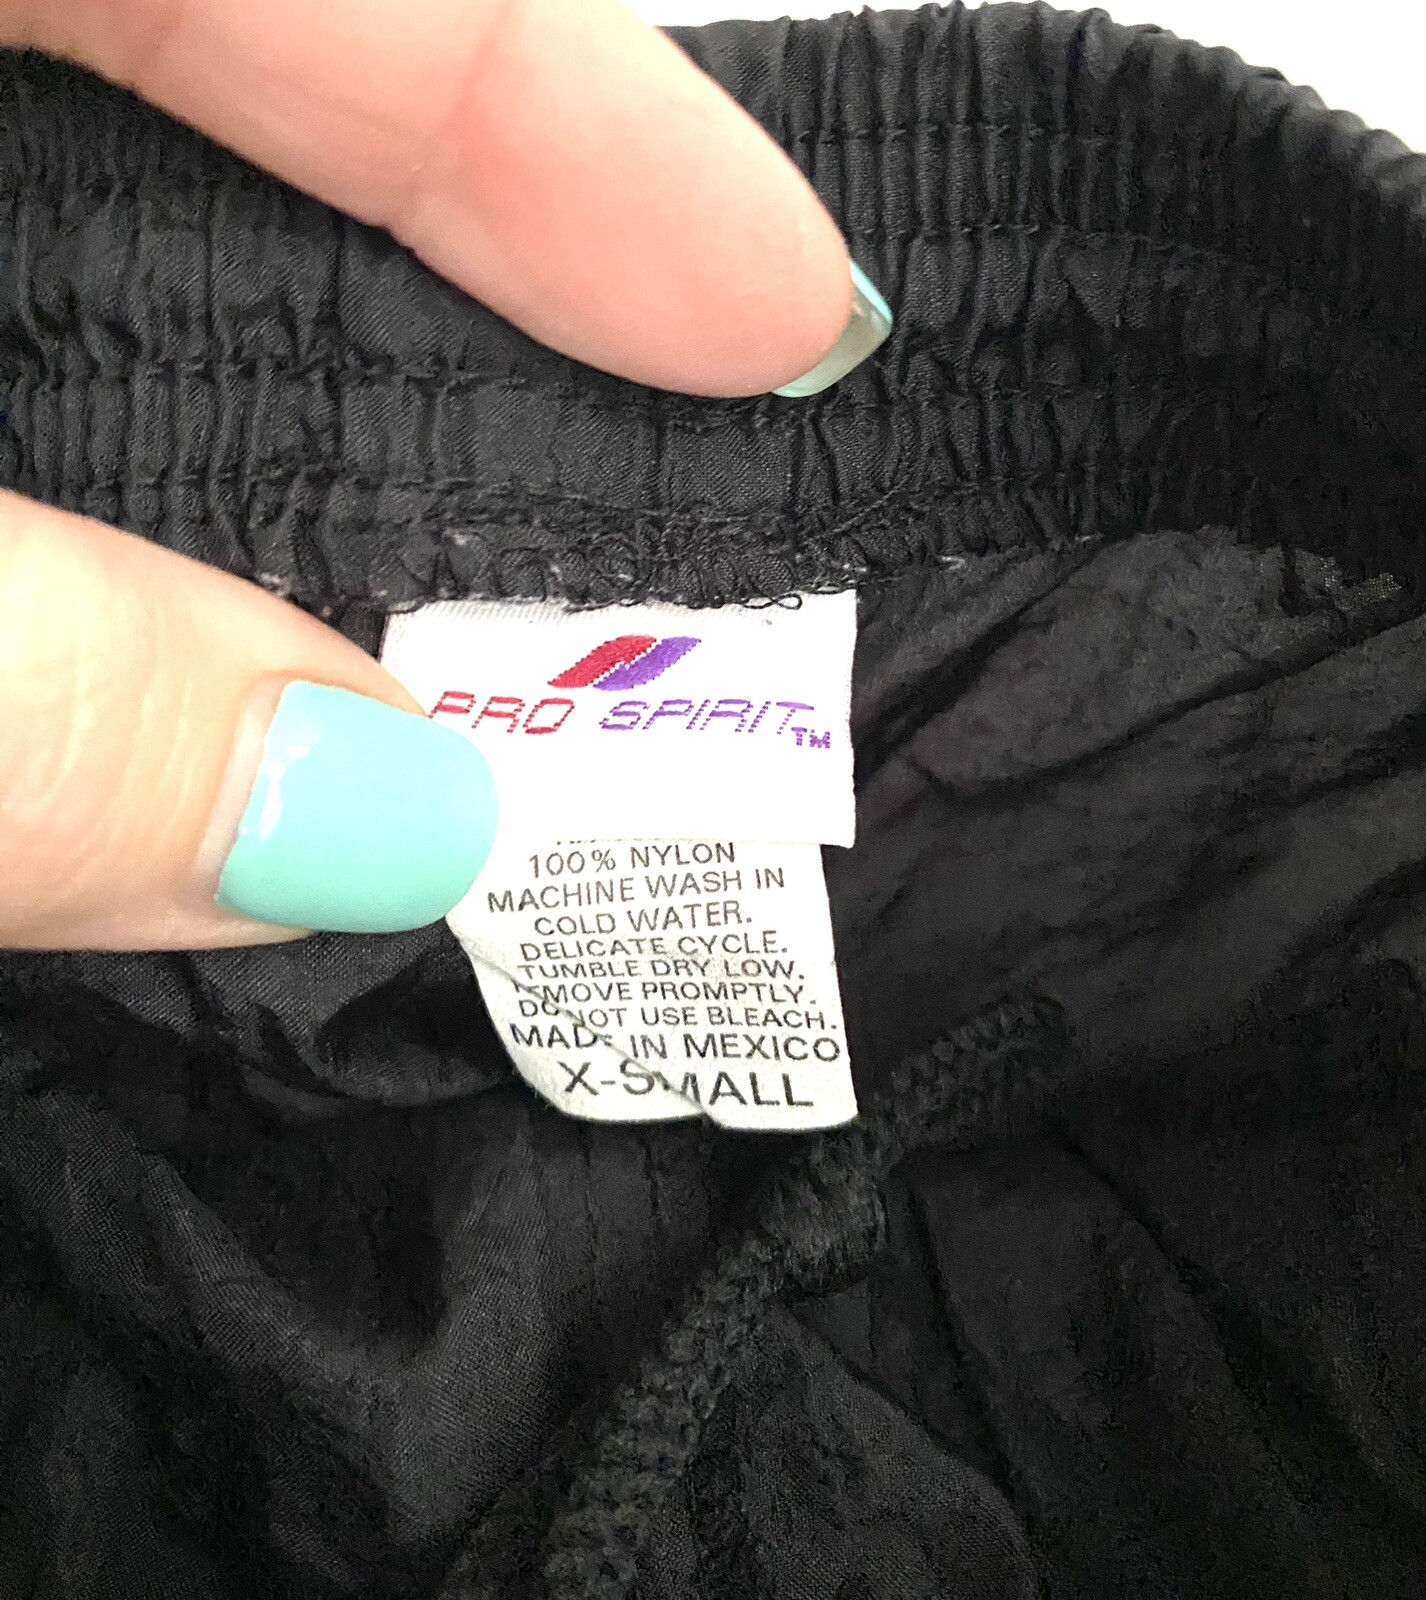 PRO SPIRIT TM
100% NYLON
MACHINE WASH IN
COLD WATER.
DELICATE CYCLE.
TUMBLE DRY LOW.
REMOVE PROMPTLY.
DO NOT USE BLEACH.
MADE IN MEXICO
X-SMALL